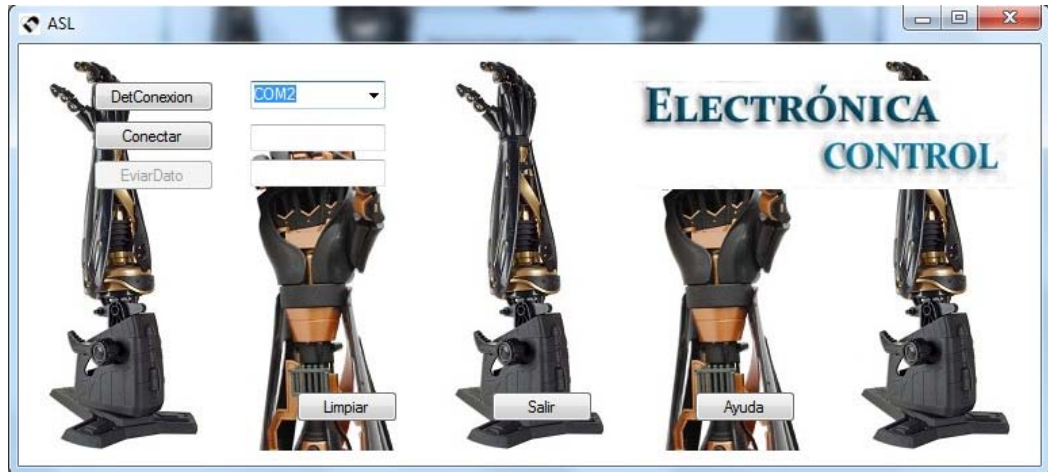 ASL
DetConexion
COM2
Conectar
EviarDato
ELECTRÓNICA
CONTROL
Limpiar
Salir
Ayuda